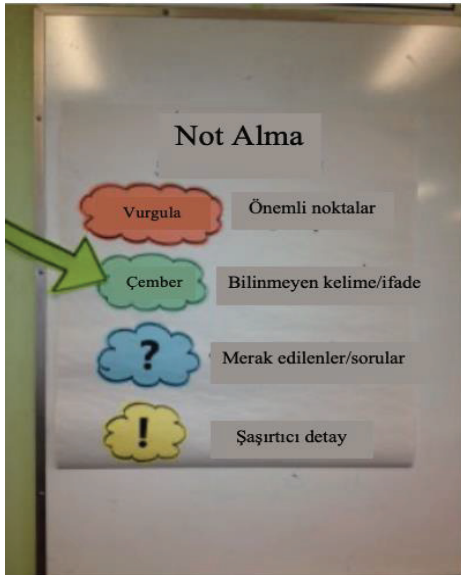 Not Alma
Vurgula Önemli noktalar
Çember Bilinmeyen kelime/ifade
? Merak edilenler/sorular
! Şaşırtıcı detay